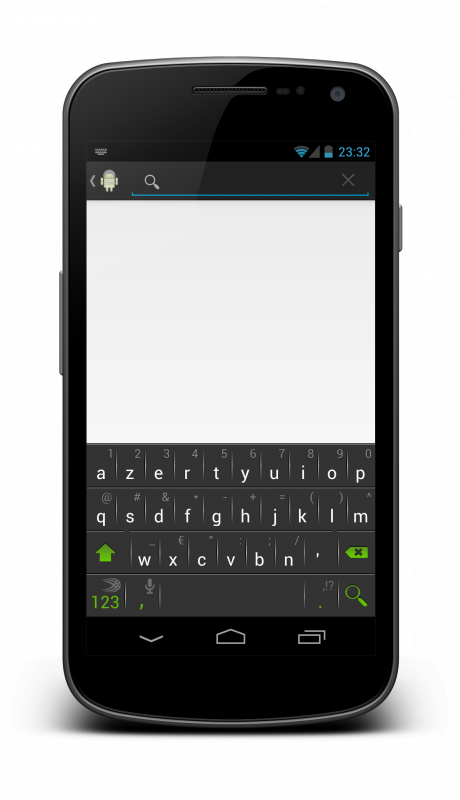 23:32
1 2 3 4 5 6 7 8 9 0
a z e r t y u i o p
@ # & * - + = ( ) ^
q s d f g h j k l m
_ " € : ; /
w x c v b n '
,!?
123 , .